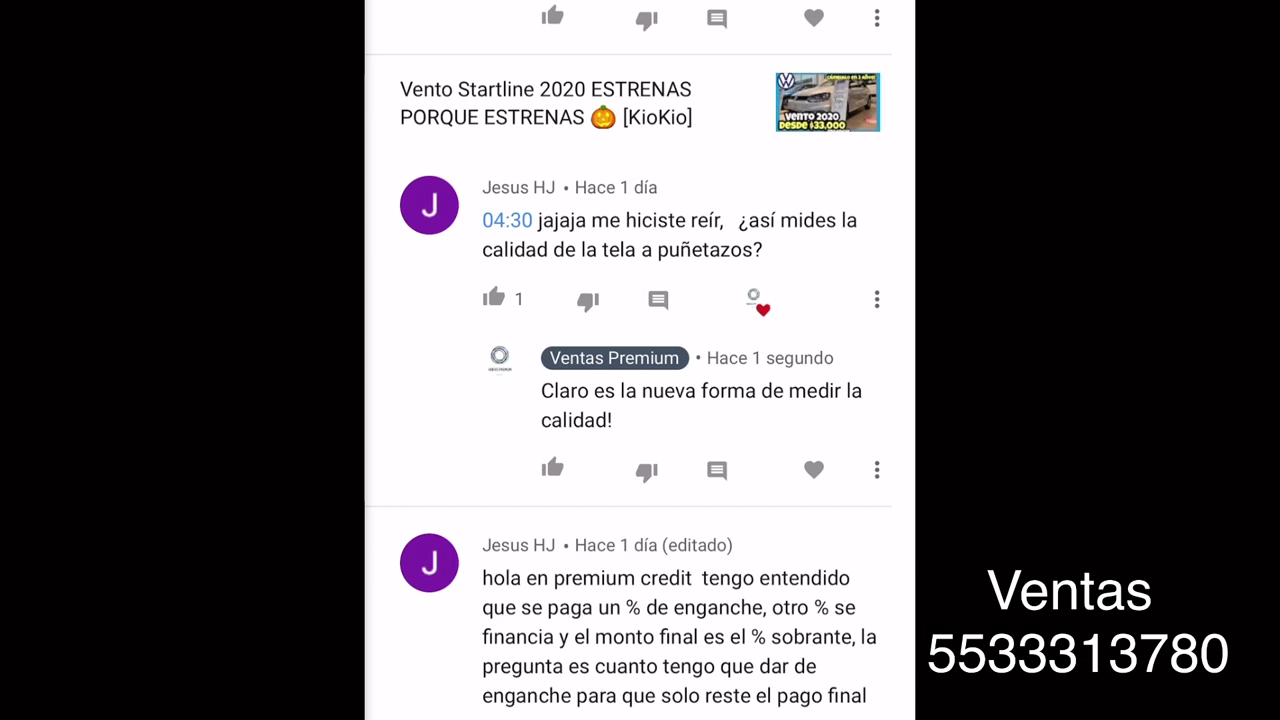 Vento Startline 2020 ESTRENAS
PORQUE ESTRENAS 🎃 [KioKio]
VENTO 2020
DESDE $33,000
J
Jesus HJ • Hace 1 día
04:30 jajaja me hiciste reír, ¿así mides la
calidad de la tela a puñetazos?
1
Ventas Premium • Hace 1 segundo
Claro es la nueva forma de medir la
calidad!
J
Jesus HJ • Hace 1 día (editado)
hola en premium credit tengo entendido
que se paga un % de enganche, otro % se
financia y el monto final es el % sobrante, la
pregunta es cuanto tengo que dar de
enganche para que solo reste el pago final
Ventas
5533313780